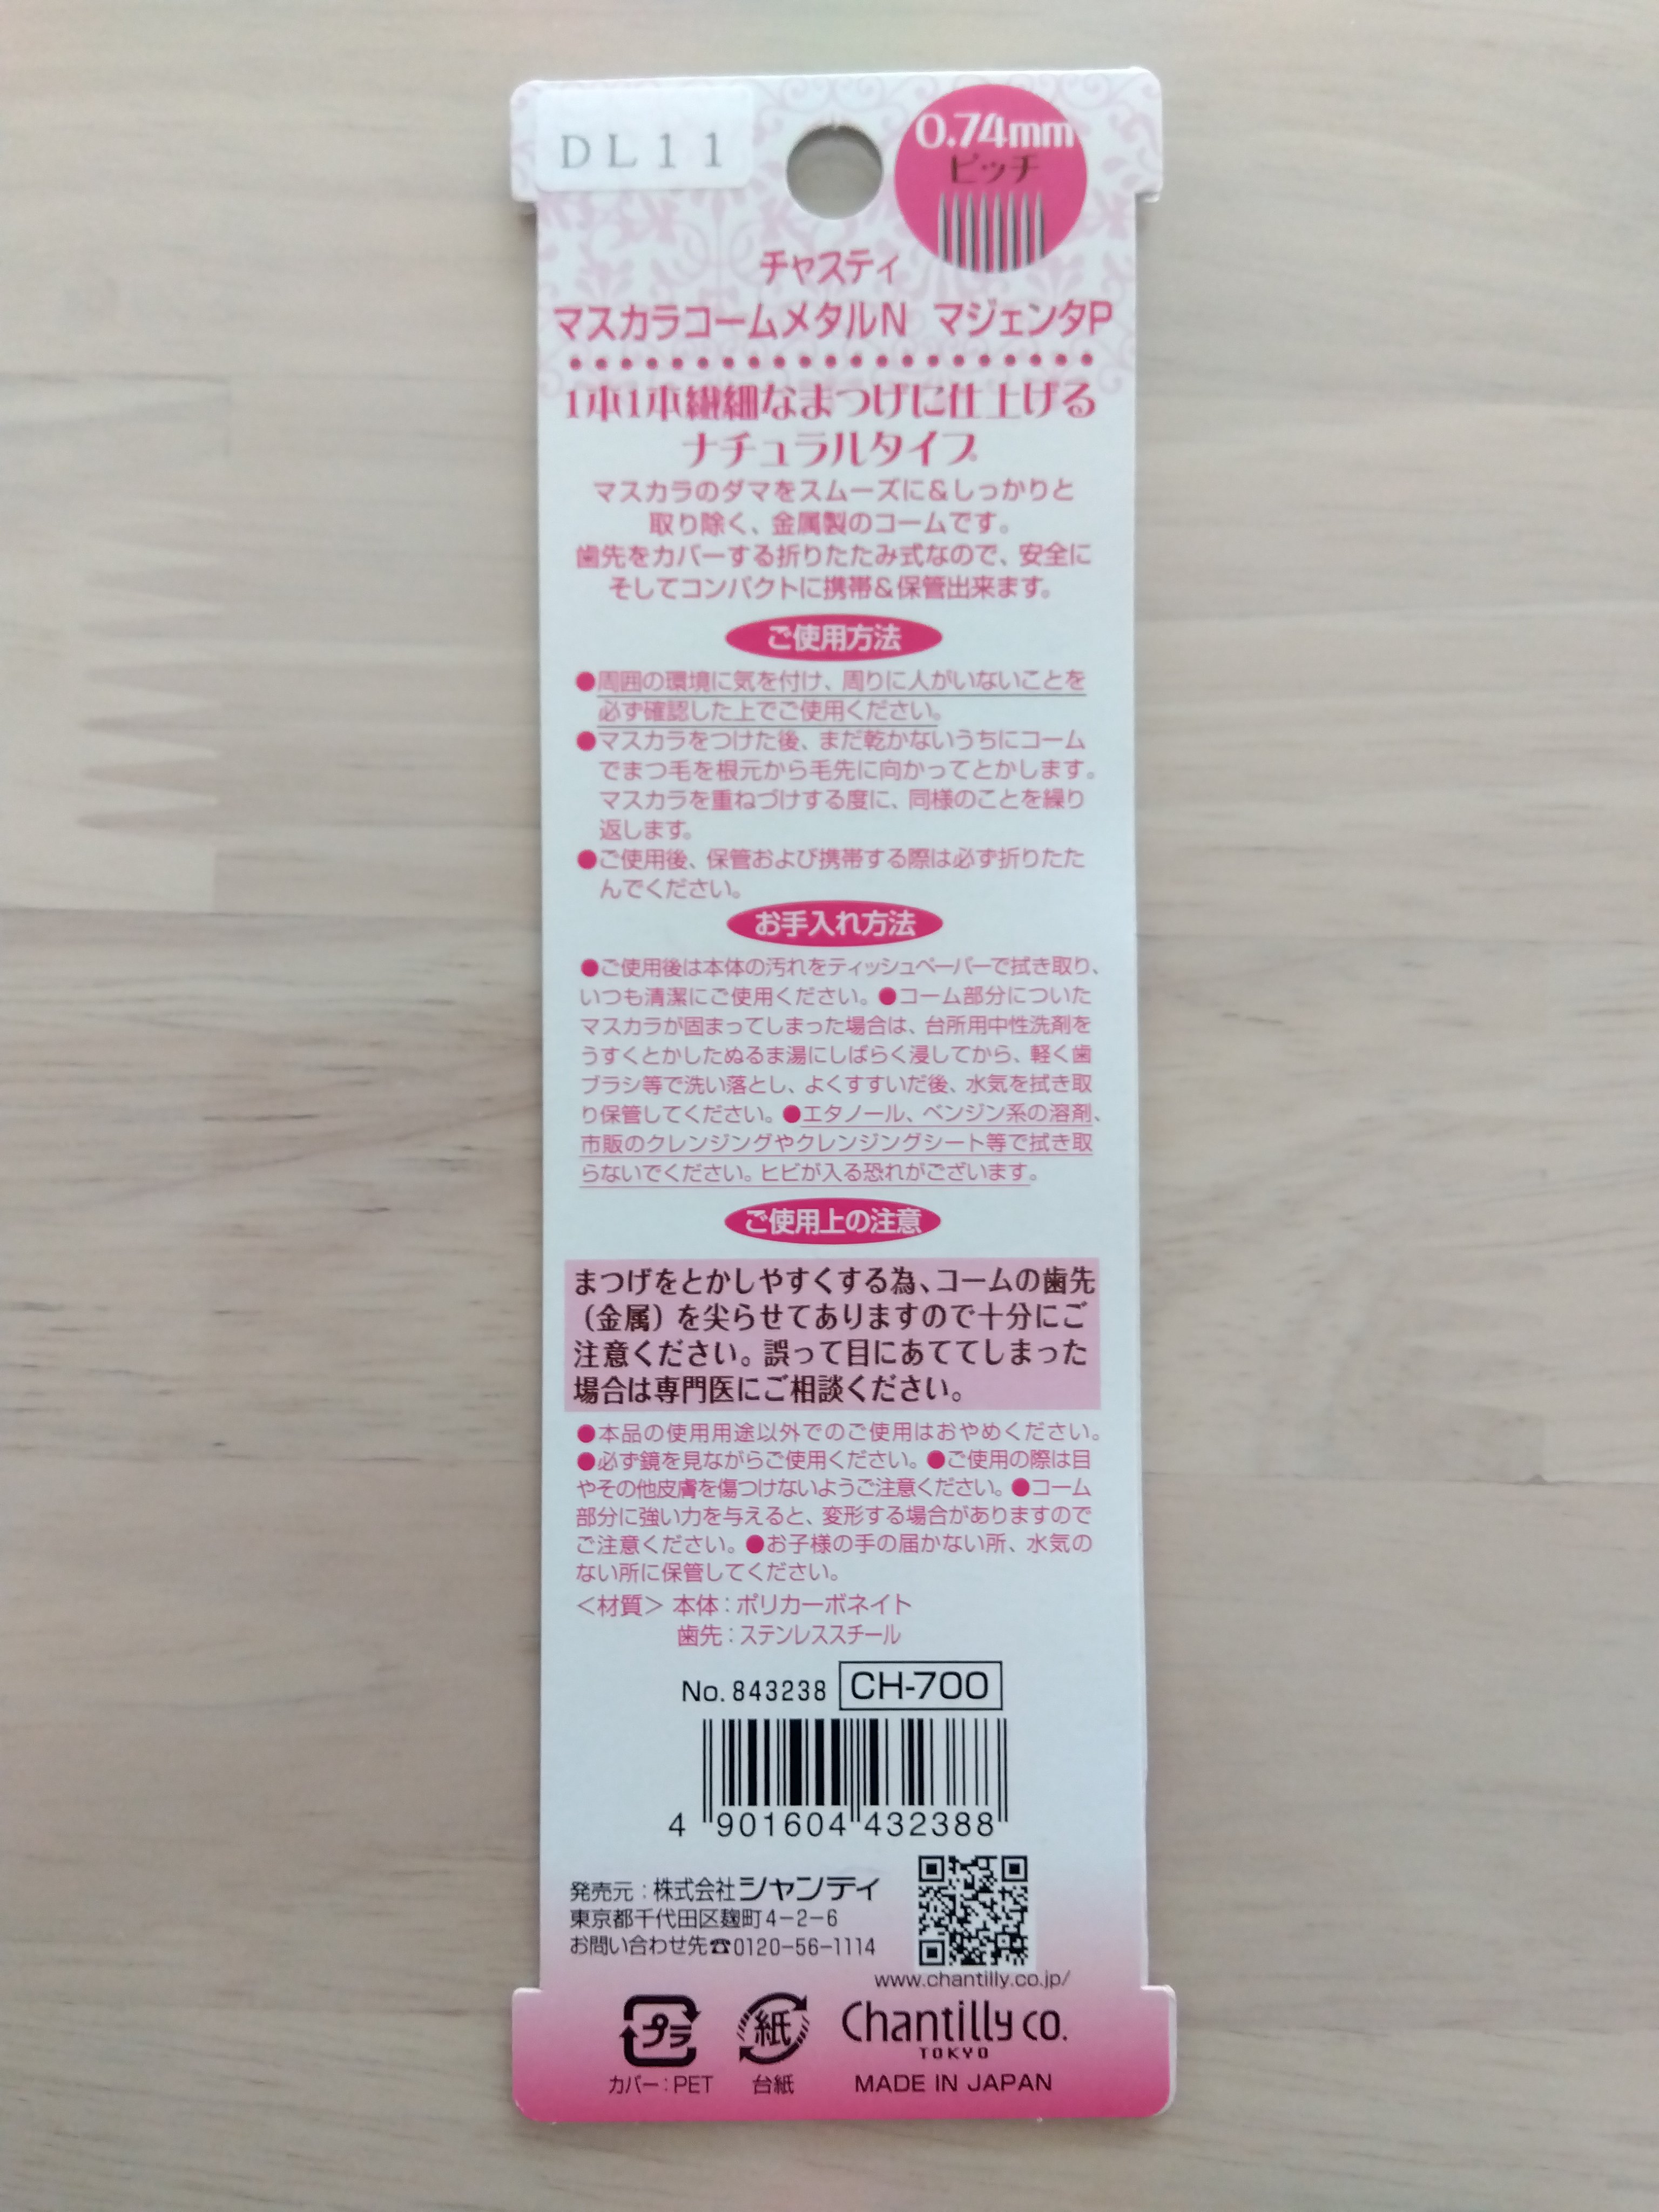 DL11
0.74mm
ピッチ
チャスティ
マスカラコームメタルN マジェンタP
1本1本繊細なまつげに仕上げる
ナチュラルタイプ
マスカラのダマをスムーズに&しっかりと
取り除く、金属製のコームです。
歯先をカバーする折りたたみ式なので、安全に
そしてコンパクトに携帯&保管出来ます。
ご使用方法
●周囲の環境に気を付け、周りに人がいないことを
必ず確認した上でご使用ください。
●マスカラをつけた後、まだ乾かないうちにコーム
でまつ毛を根元から毛先に向かってとかします。
マスカラを重ねづけする度に、同様のことを繰り
返します。
●ご使用後、保管および携帯する際は必ず折りたた
んでください。
お手入れ方法
●ご使用後は本体の汚れをティッシュペーパーで拭き取り、
いつも清潔にご使用ください。●コーム部分についた
マスカラが固まってしまった場合は、台所用中性洗剤を
うすくとかしたぬるま湯にしばらく浸してから、軽く歯
ブラシ等で洗い落とし、よくすすいだ後、水気を拭き取
り保管してください。●エタノール、ベンジン系の溶剤、
市販のクレンジングやクレンジングシート等で拭き取
らないでください。ヒビが入る恐れがございます。
ご使用上の注意
まつげをとかしやすくする為、コームの歯先
（金属）を尖らせてありますので十分にご
注意ください。誤って目にあててしまった
場合は専門医にご相談ください。
●本品の使用用途以外でのご使用はおやめください。
●必ず鏡を見ながらご使用ください。●ご使用の際は目
やその他皮膚を傷つけないようご注意ください。●コーム
部分に強い力を与えると、変形する場合がありますので
ご注意ください。●お子様の手の届かない所、水気の
ない所に保管してください。
＜材質＞ 本体：ポリカーボネイト
歯先：ステンレススチール
No. 843238 CH-700
4 901604 432388
発売元：株式会社シャンティ
東京都千代田区麹町4-2-6
お問い合わせ先☎0120-56-1114
www.chantilly.co.jp/
プラ 紙 Chantilly co.
TOKYO
カバー：PET 台紙 MADE IN JAPAN